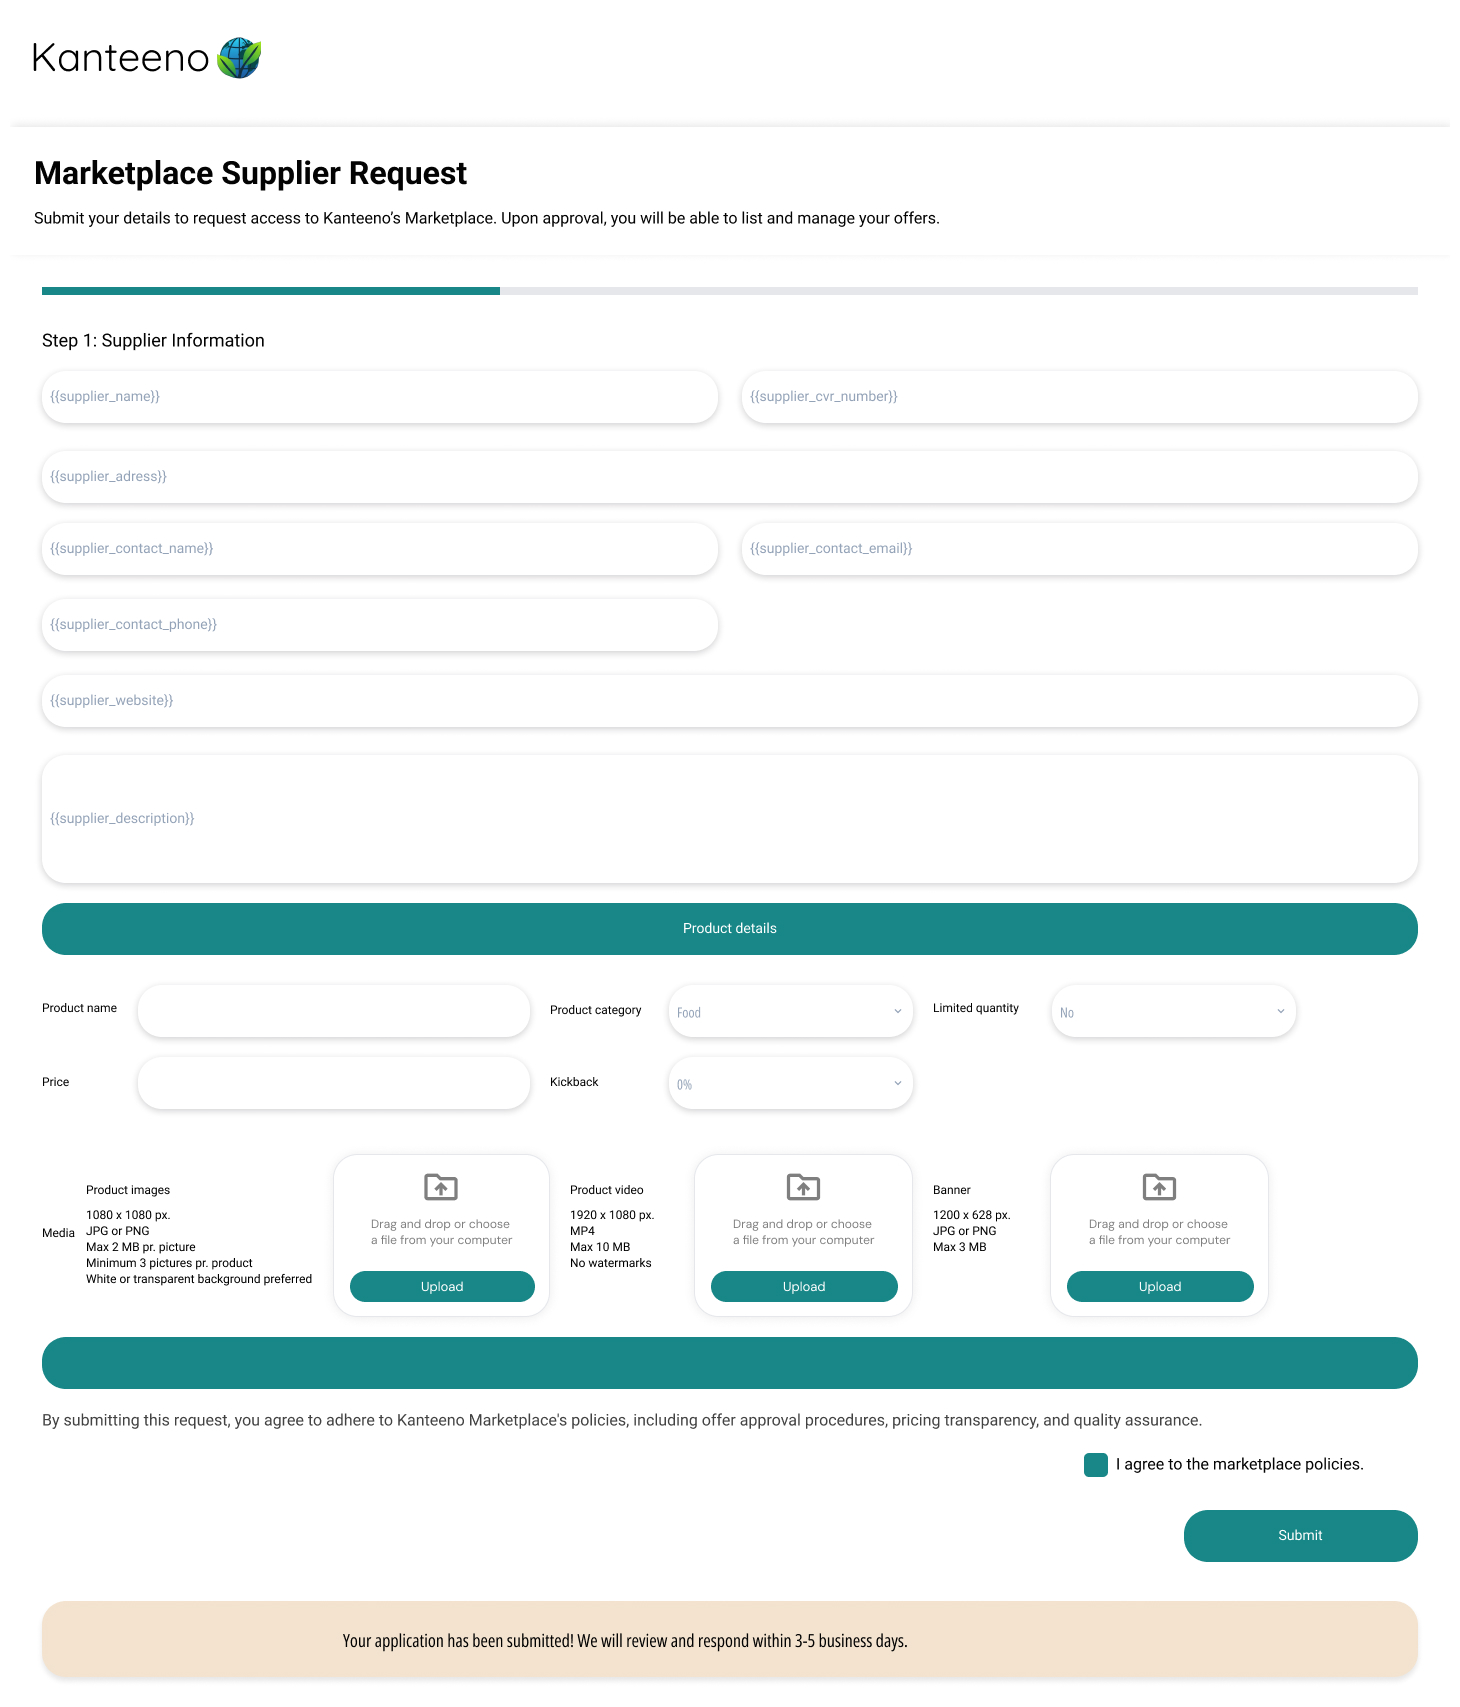 Kanteeno
Marketplace Supplier Request
Submit your details to request access to Kanteeno's Marketplace. Upon approval, you will be able to list and manage your offers.
Step 1: Supplier Information
{{supplier_name}}
{{supplier_cvr_number}}
{{supplier_adress}}
{{supplier_contact_name}}
{{supplier_contact_email}}
{{supplier_contact_phone}}
{{supplier_website}}
{{supplier_description}}
Product details
Product name
Product category
Food
Limited quantity
No
Price
Kickback
0%
Media
Product images
1080 x 1080 px.
JPG or PNG
Max 2 MB pr. picture
Minimum 3 pictures pr. product
White or transparent background preferred
Drag and drop or choose
a file from your computer
Upload
Product video
1920 x 1080 px.
MP4
Max 10 MB
No watermarks
Drag and drop or choose
a file from your computer
Upload
Banner
1200 x 628 px.
JPG or PNG
Max 3 MB
Drag and drop or choose
a file from your computer
Upload
By submitting this request, you agree to adhere to Kanteeno Marketplace's policies, including offer approval procedures, pricing transparency, and quality assurance.
I agree to the marketplace policies.
Submit
Your application has been submitted! We will review and respond within 3-5 business days.